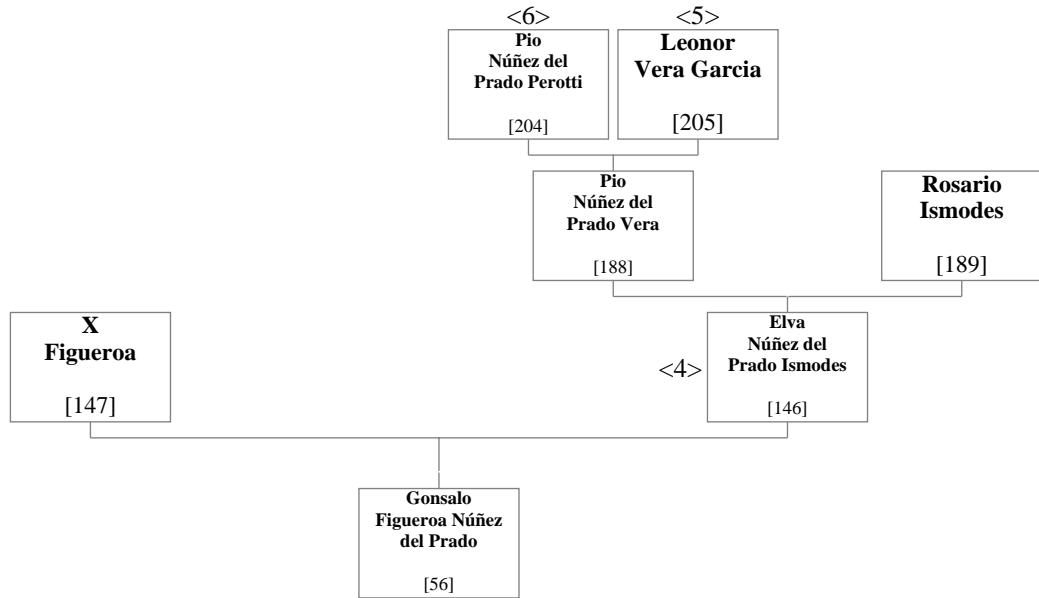 <6>
<5>
Pio
Núñez del
Prado Perotti
[204]
Leonor
Vera Garcia
[205]
Pio
Núñez del
Prado Vera
[188]
Rosario
Ismodes
[189]
X
Figueroa
[147]
<4>
Elva
Núñez del
Prado Ismodes
[146]
Gonsalo
Figueroa Núñez
del Prado
[56]